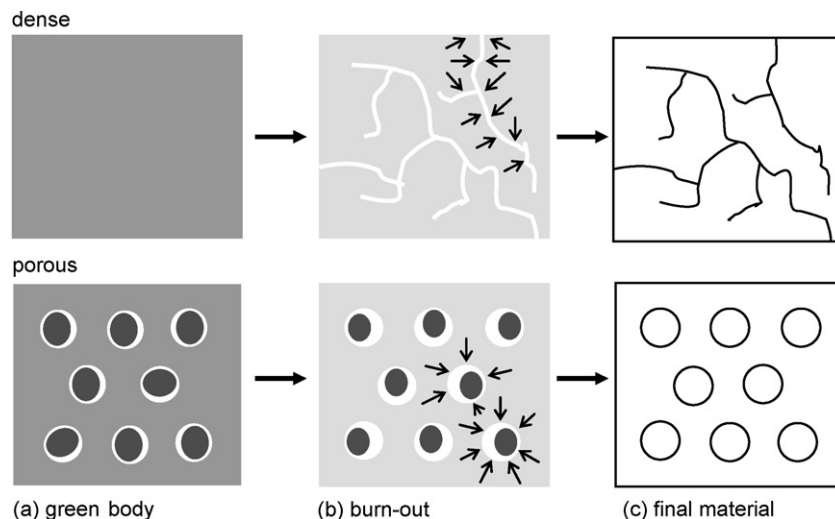 dense
porous
(a) green body
(b) burn-out
(c) final material